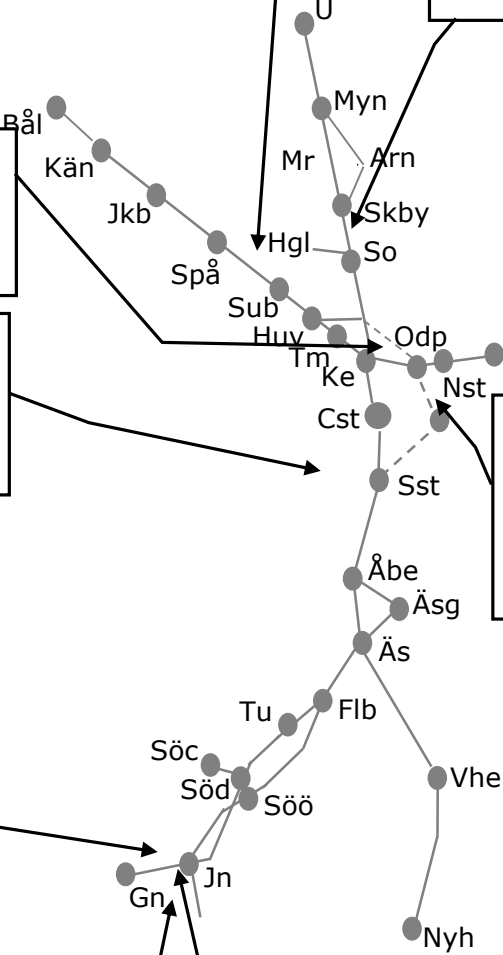 U
Myn
Bål
Mr
Arn
Kän
Jkb
Skby
Hgl
So
Spå
Sub
Huv
Odp
Tm
Ke
Nst
Cst
Sst
Åbe
Äsg
Äs
Tu
Flb
Söc
Söd
Vhe
Söö
Jn
Gn
Nyh